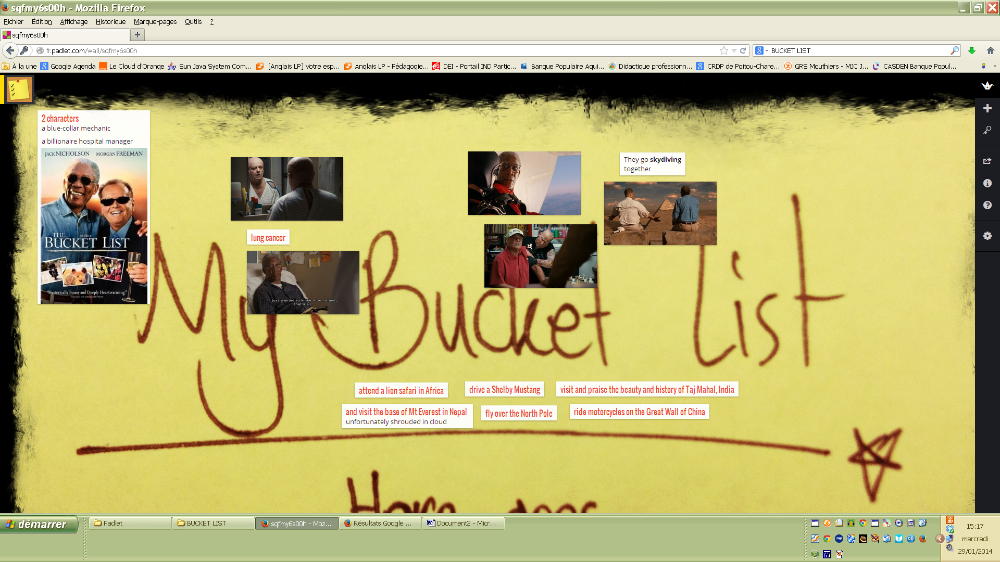 sqfmy6s00h - Mozilla Firefox
Fichier Édition Affichage Historique Marque-pages Outils ?
sqfmy6s00h
fr.padlet.com/wall/sqfmy6s00h
BUCKET LIST
À la une Google Agenda Le Cloud d'Orange Sun Java System Com... [Anglais LP] Votre esp... Anglais LP - Pédagogie... DEI - Portail IND Partic... Banque Populaire Aqui... Didactique professionn... CRDP de Poitou-Chare... GRS Mouthiers - MJC J... CASDEN Banque Popul...
2 characters
a blue-collar mechanic
a billionaire hospital manager
JACK NICHOLSON MORGAN FREEMAN
THE
BUCKET LIST
"Hysterically Funny and Deeply Heartwarming."
lung cancer
I just wanted to know how I stand,
that's all.
They go skydiving
together
My Bucket List
attend a lion safari in Africa
drive a Shelby Mustang
visit and praise the beauty and history of Taj Mahal, India
and visit the base of Mt Everest in Nepal
unfortunately shrouded in cloud
fly over the North Pole
ride motorcycles on the Great Wall of China
démarrer
Padlet
BUCKET LIST
sqfmy6s00h - Moz...
Résultats Google ...
Document2 - Micr...
15:17
mercredi
29/01/2014